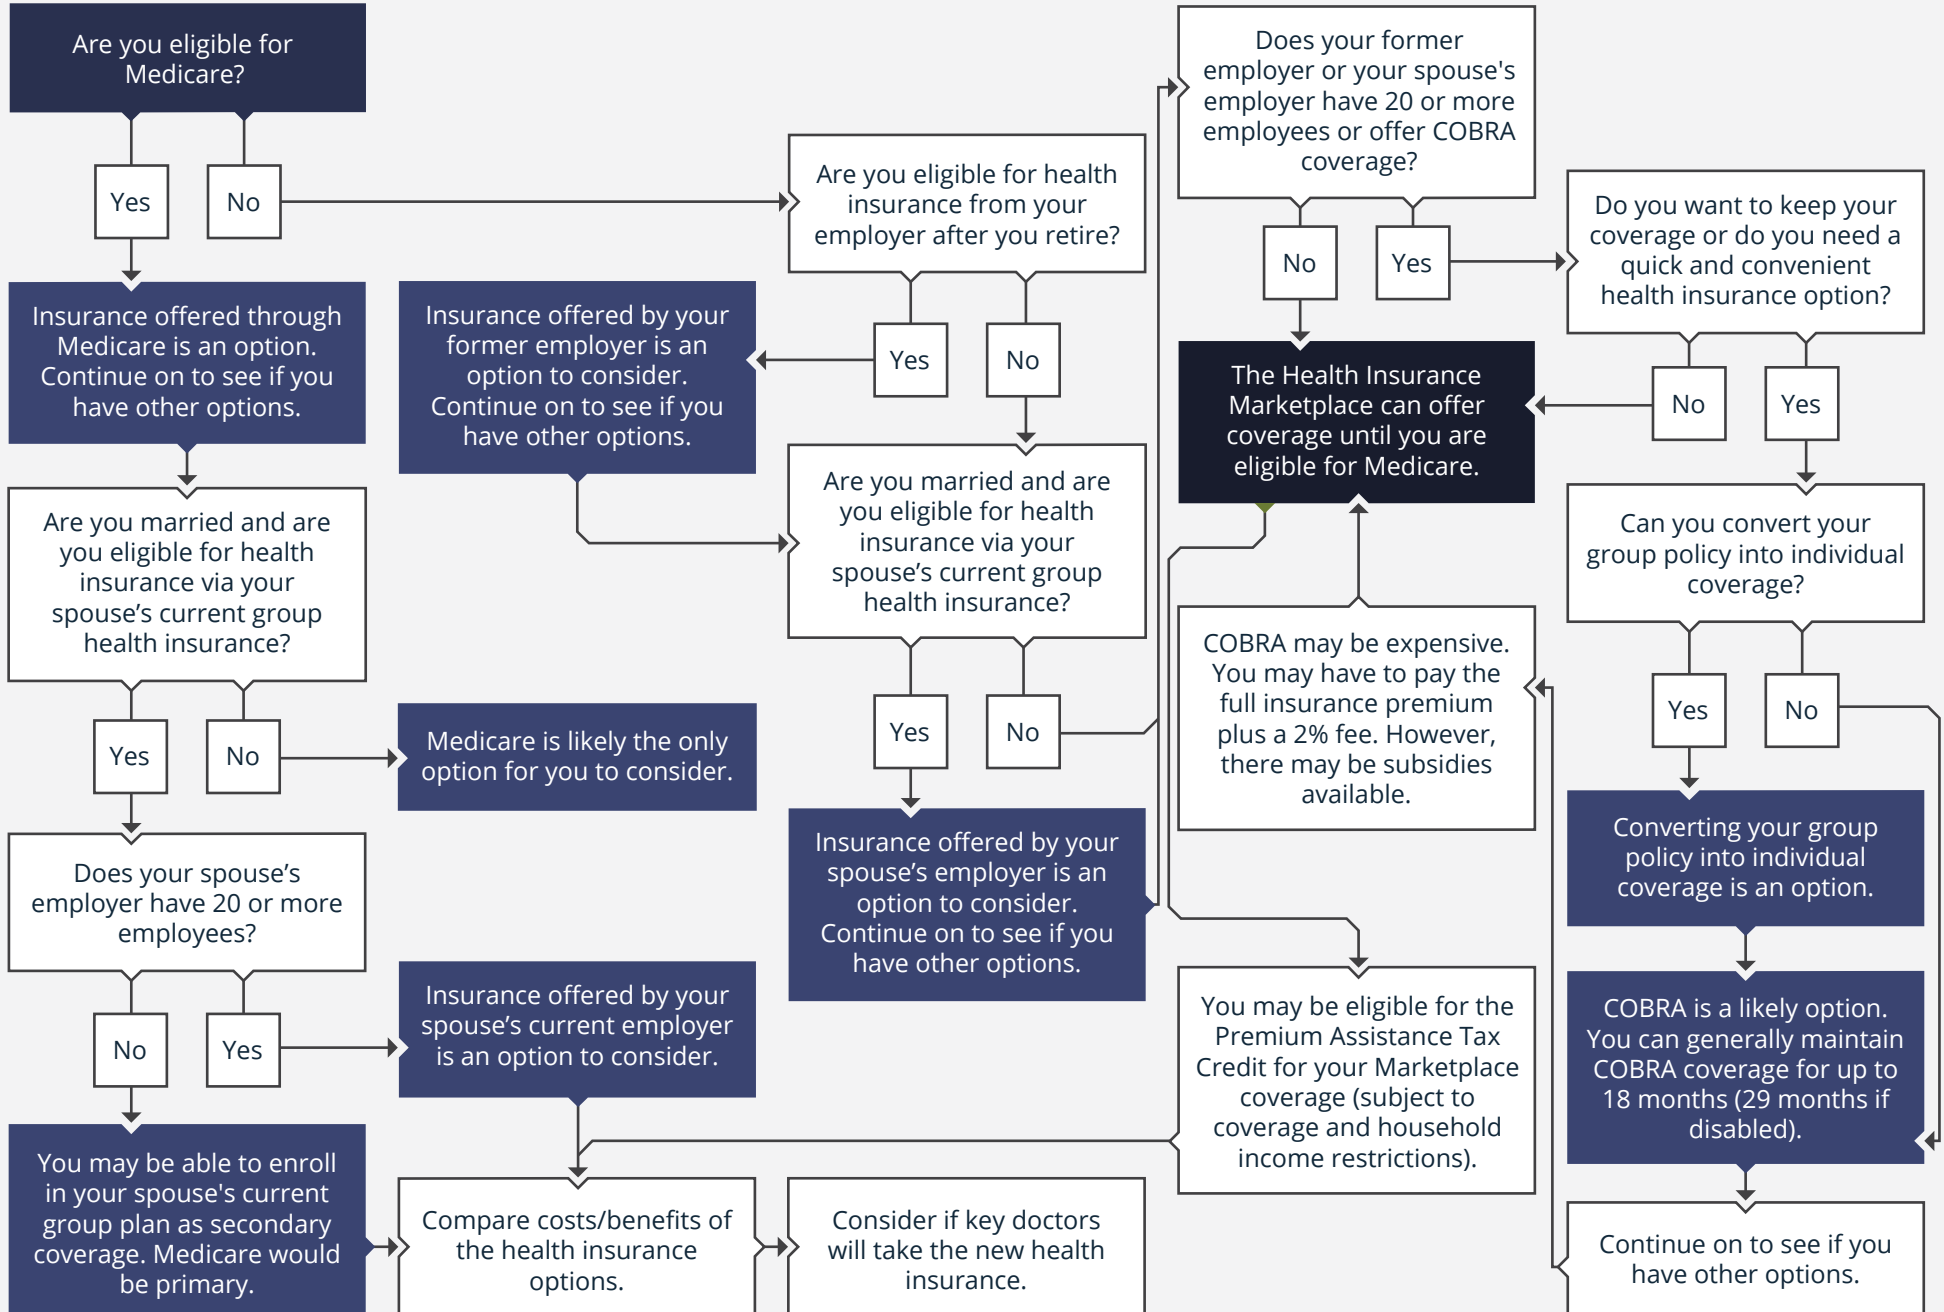 Are you eligible for
Medicare?
Yes
No
Insurance offered through
Medicare is an option.
Continue on to see if you
have other options.
Are you married and are
you eligible for health
insurance via your
spouse’s current group
health insurance?
Yes
No
Medicare is likely the only
option for you to consider.
Does your spouse’s
employer have 20 or more
employees?
No
Yes
Insurance offered by your
spouse’s current employer
is an option to consider.
You may be able to enroll
in your spouse's current
group plan as secondary
coverage. Medicare would
be primary.
Compare costs/benefits of
the health insurance
options.
Consider if key doctors
will take the new health
insurance.
Are you eligible for health
insurance from your
employer after you retire?
Yes
No
Insurance offered by your
former employer is an
option to consider.
Continue on to see if you
have other options.
Are you married and are
you eligible for health
insurance via your
spouse’s current group
health insurance?
Yes
No
Insurance offered by your
spouse’s employer is an
option to consider.
Continue on to see if you
have other options.
Does your former
employer or your spouse's
employer have 20 or more
employees or offer COBRA
coverage?
No
Yes
The Health Insurance
Marketplace can offer
coverage until you are
eligible for Medicare.
COBRA may be expensive.
You may have to pay the
full insurance premium
plus a 2% fee. However,
there may be subsidies
available.
You may be eligible for the
Premium Assistance Tax
Credit for your Marketplace
coverage (subject to
coverage and household
income restrictions).
Do you want to keep your
coverage or do you need a
quick and convenient
health insurance option?
No
Yes
Can you convert your
group policy into individual
coverage?
Yes
No
Converting your group
policy into individual
coverage is an option.
COBRA is a likely option.
You can generally maintain
COBRA coverage for up to
18 months (29 months if
disabled).
Continue on to see if you
have other options.